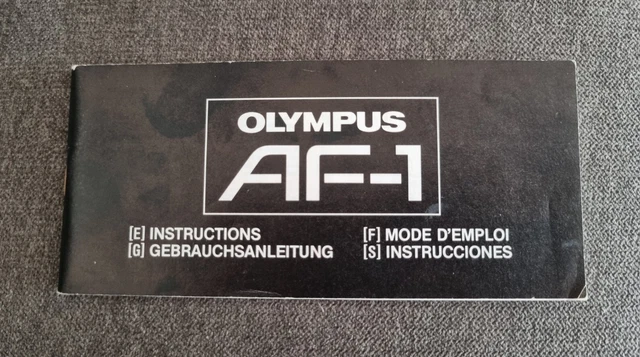 OLYMPUS
AF-1
[E] INSTRUCTIONS
[G] GEBRAUCHSANLEITUNG
[F] MODE D'EMPLOI
[S] INSTRUCCIONES